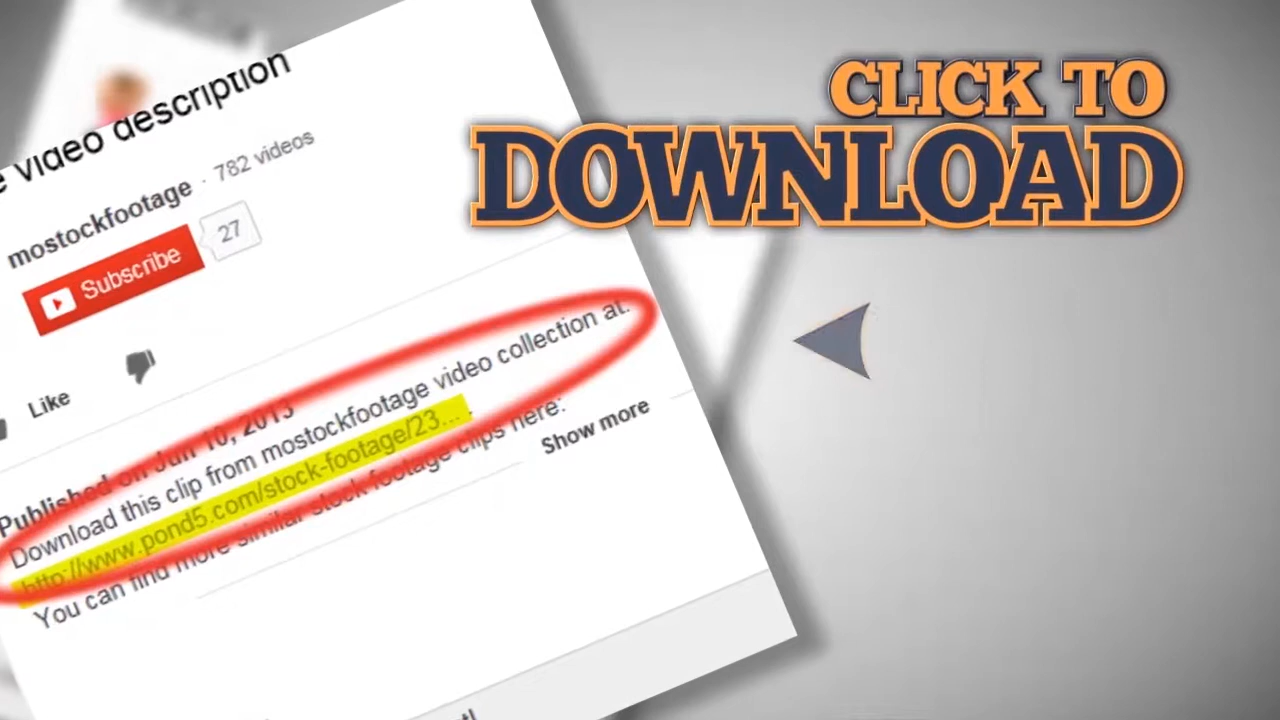 CLICK TO
DOWNLOAD
video description
mostockfootage · 782 videos
Subscribe 27
Like
Published on Jun 10, 2013
Download this clip from mostockfootage video collection at:
http://www.pond5.com/stock-footage/23... .
You can find more similar stock footage clips here:
Show more